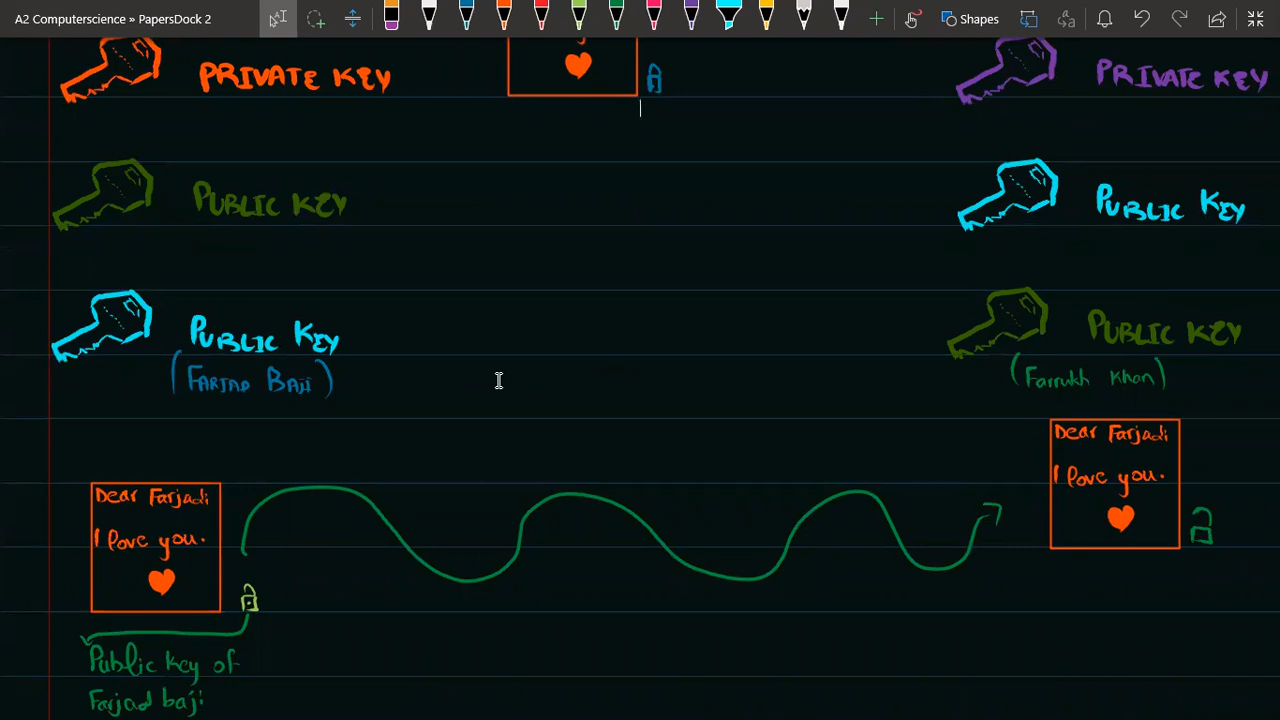 A2 Computerscience » PapersDock 2
Shapes
PRIVATE KEY
PRIVATE KEY
PUBLIC KEY
PUBLIC KEY
PUBLIC KEY
(FARJAD BAJI)
PUBLIC KEY
(Farrukh Khan)
Dear Farjadi
I love you.
Dear Farjadi
I love you.
Public key of
Farjad baji